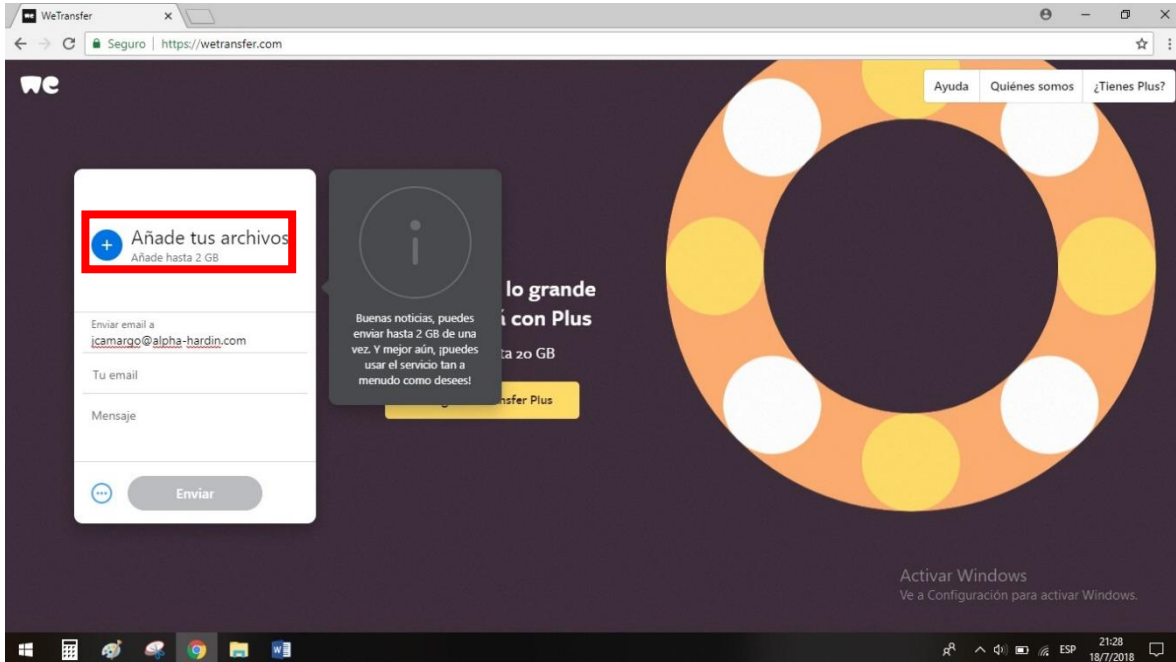 we WeTransfer
Seguro | https://wetransfer.com
we
Ayuda Quiénes somos ¿Tienes Plus?
Añade tus archivos
Añade hasta 2 GB
Enviar email a
jcamargo@alpha-hardin.com
Tu email
Mensaje
Enviar
Buenas noticias, puedes
enviar hasta 2 GB de una
vez. Y mejor aún, ¡puedes
usar el servicio tan a
menudo como desees!
lo grande
con Plus
20 GB
Plus
Activar Windows
Ve a Configuración para activar Windows.
ESP
21:28
18/7/2018